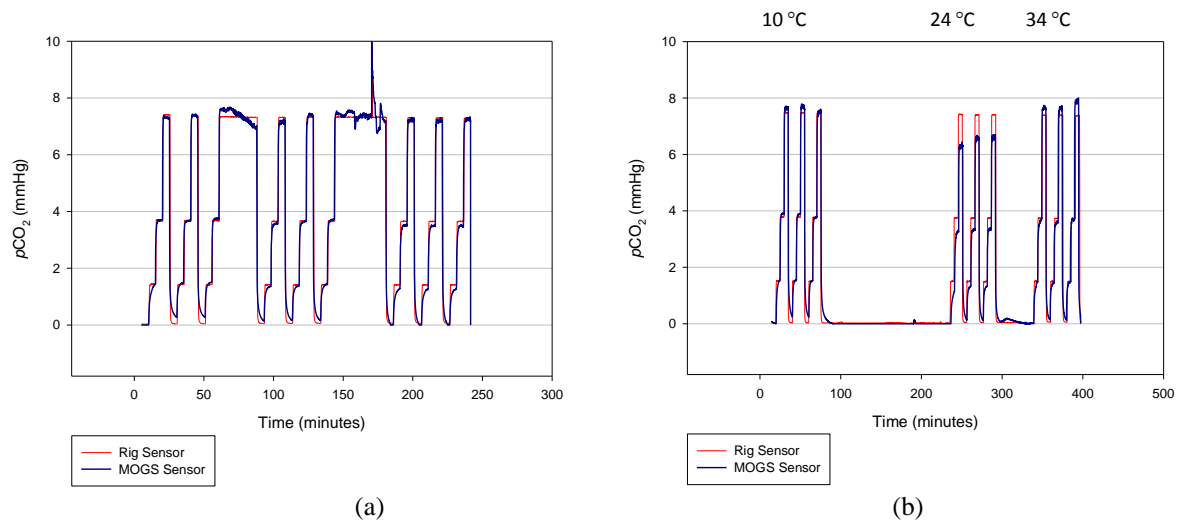 10 °C
24 °C
34 °C
10
8
6
4
2
0
pCO₂ (mmHg)
0
50
100
150
200
250
300
Time (minutes)
Rig Sensor
MOGS Sensor
(a)
10
8
6
4
2
0
pCO₂ (mmHg)
0
100
200
300
400
500
Time (minutes)
Rig Sensor
MOGS Sensor
(b)